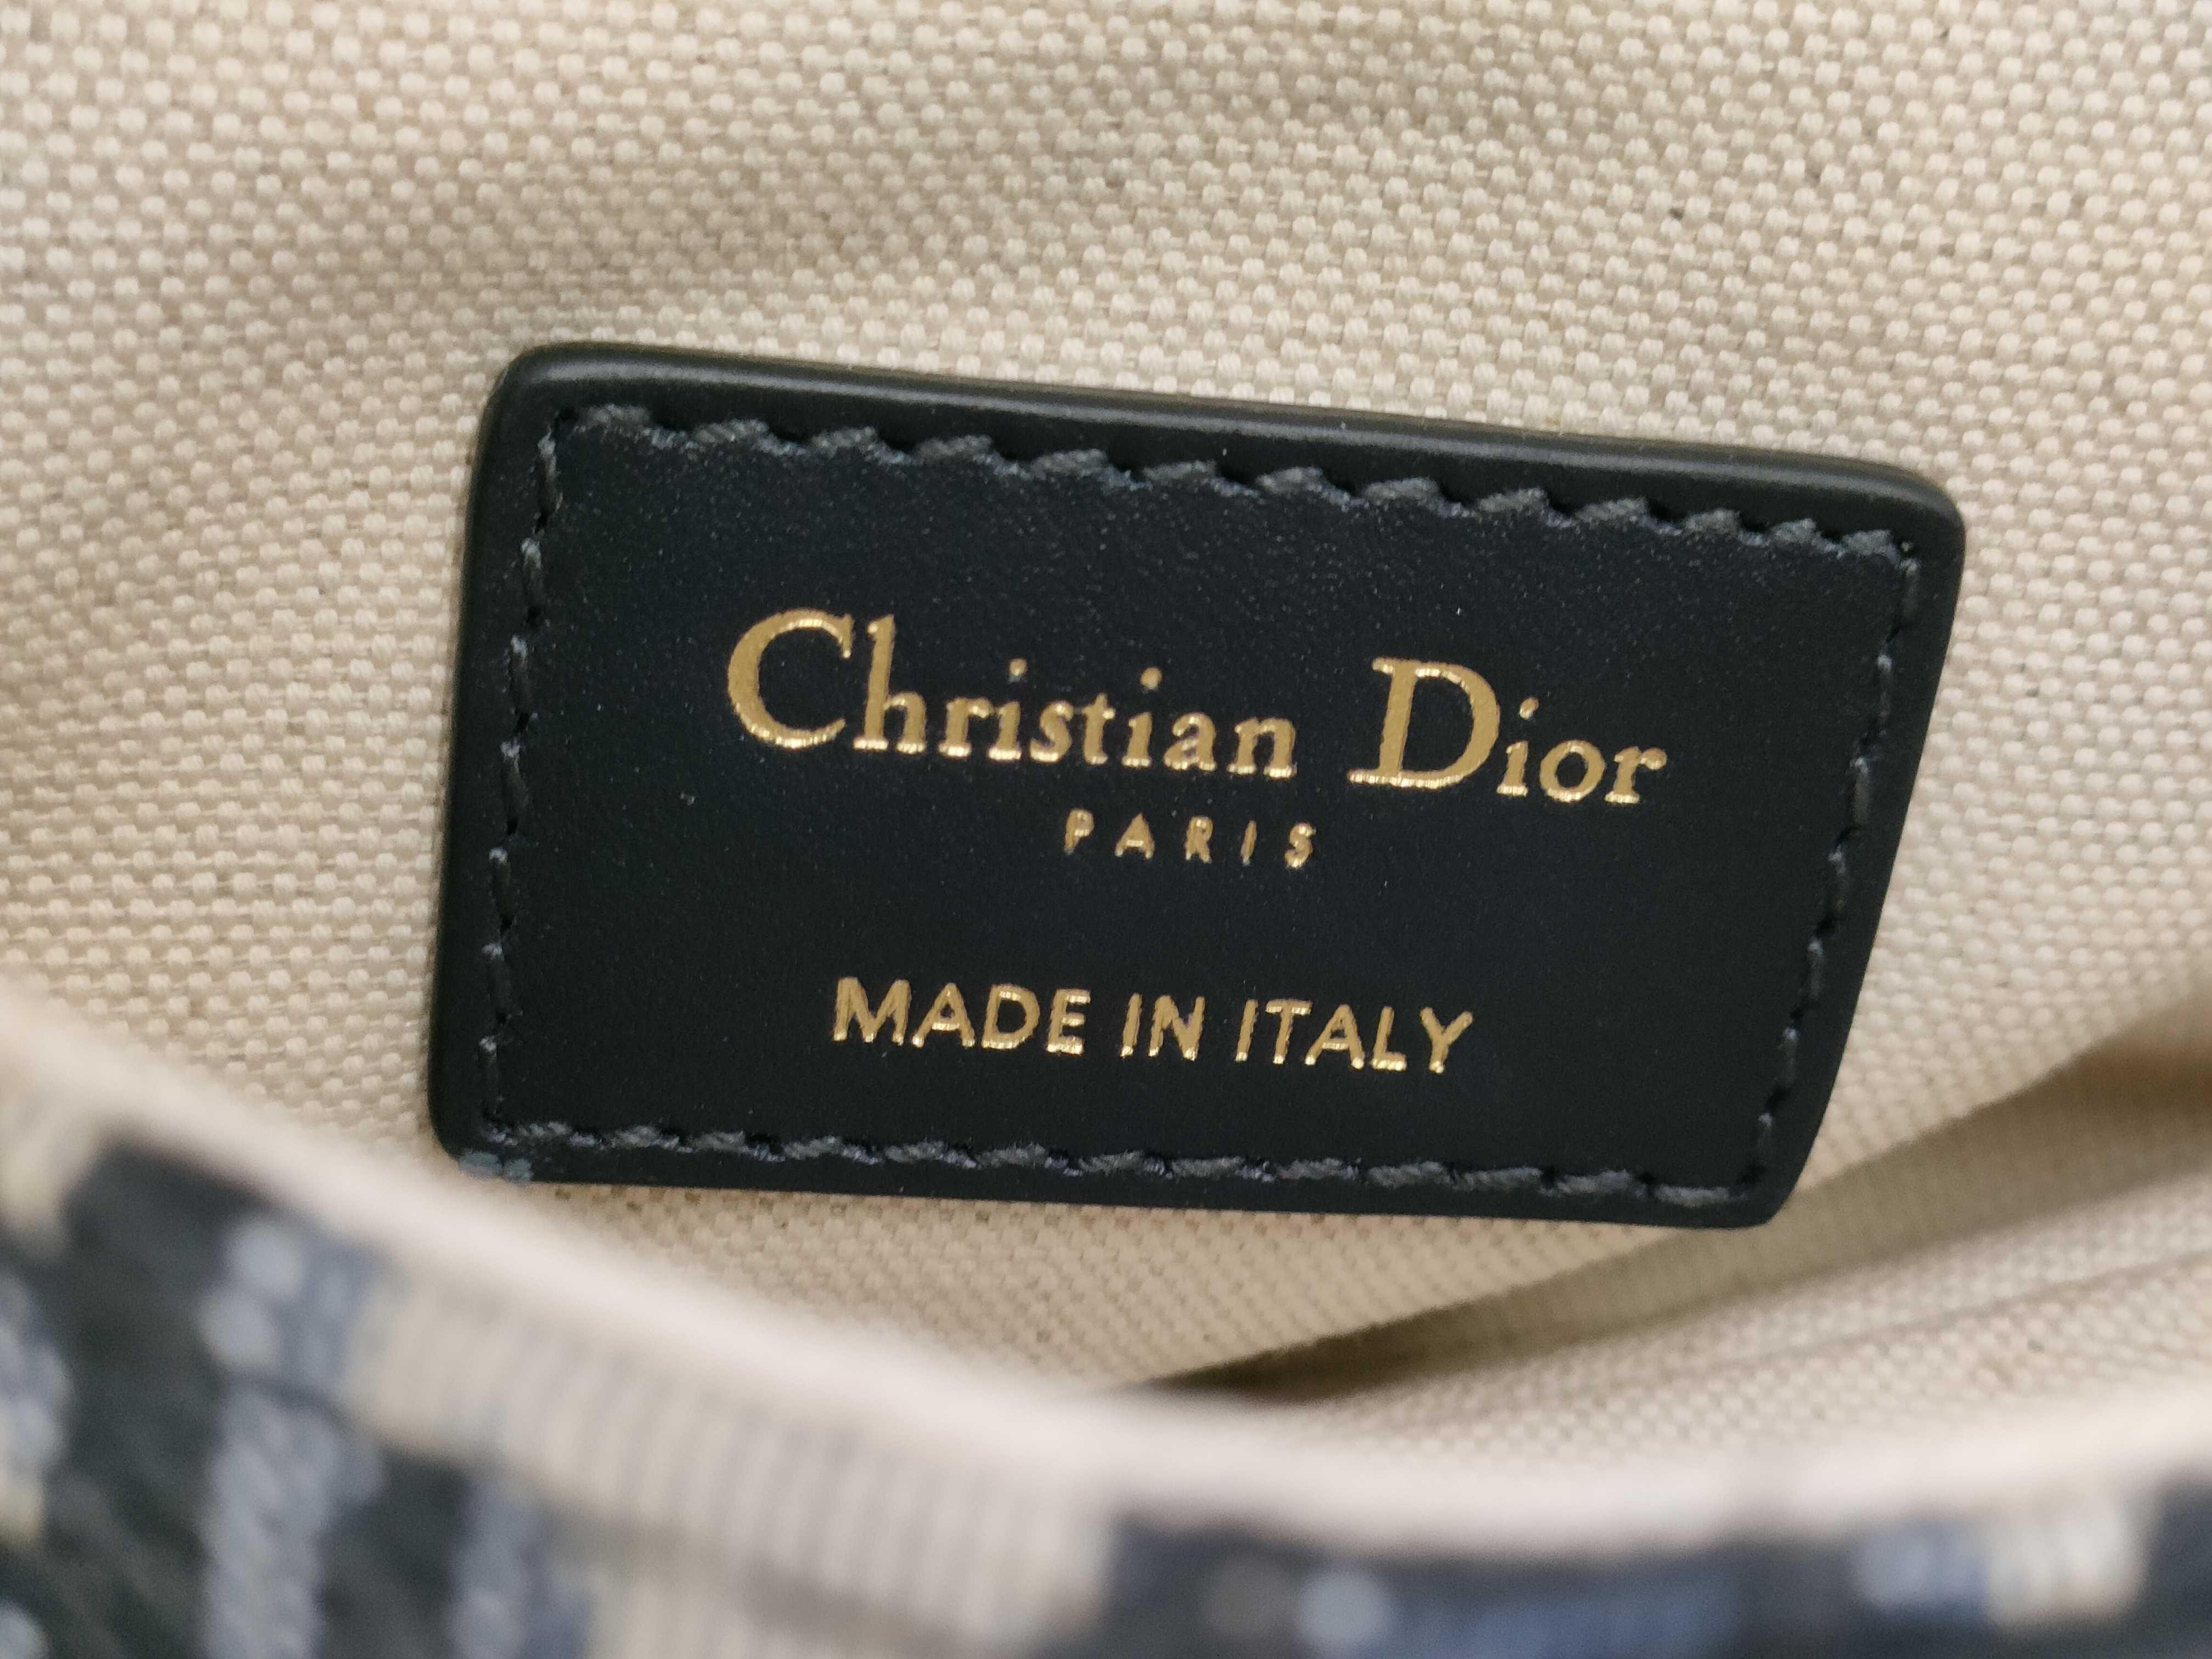 Christian Dior
PARIS
MADE IN ITALY